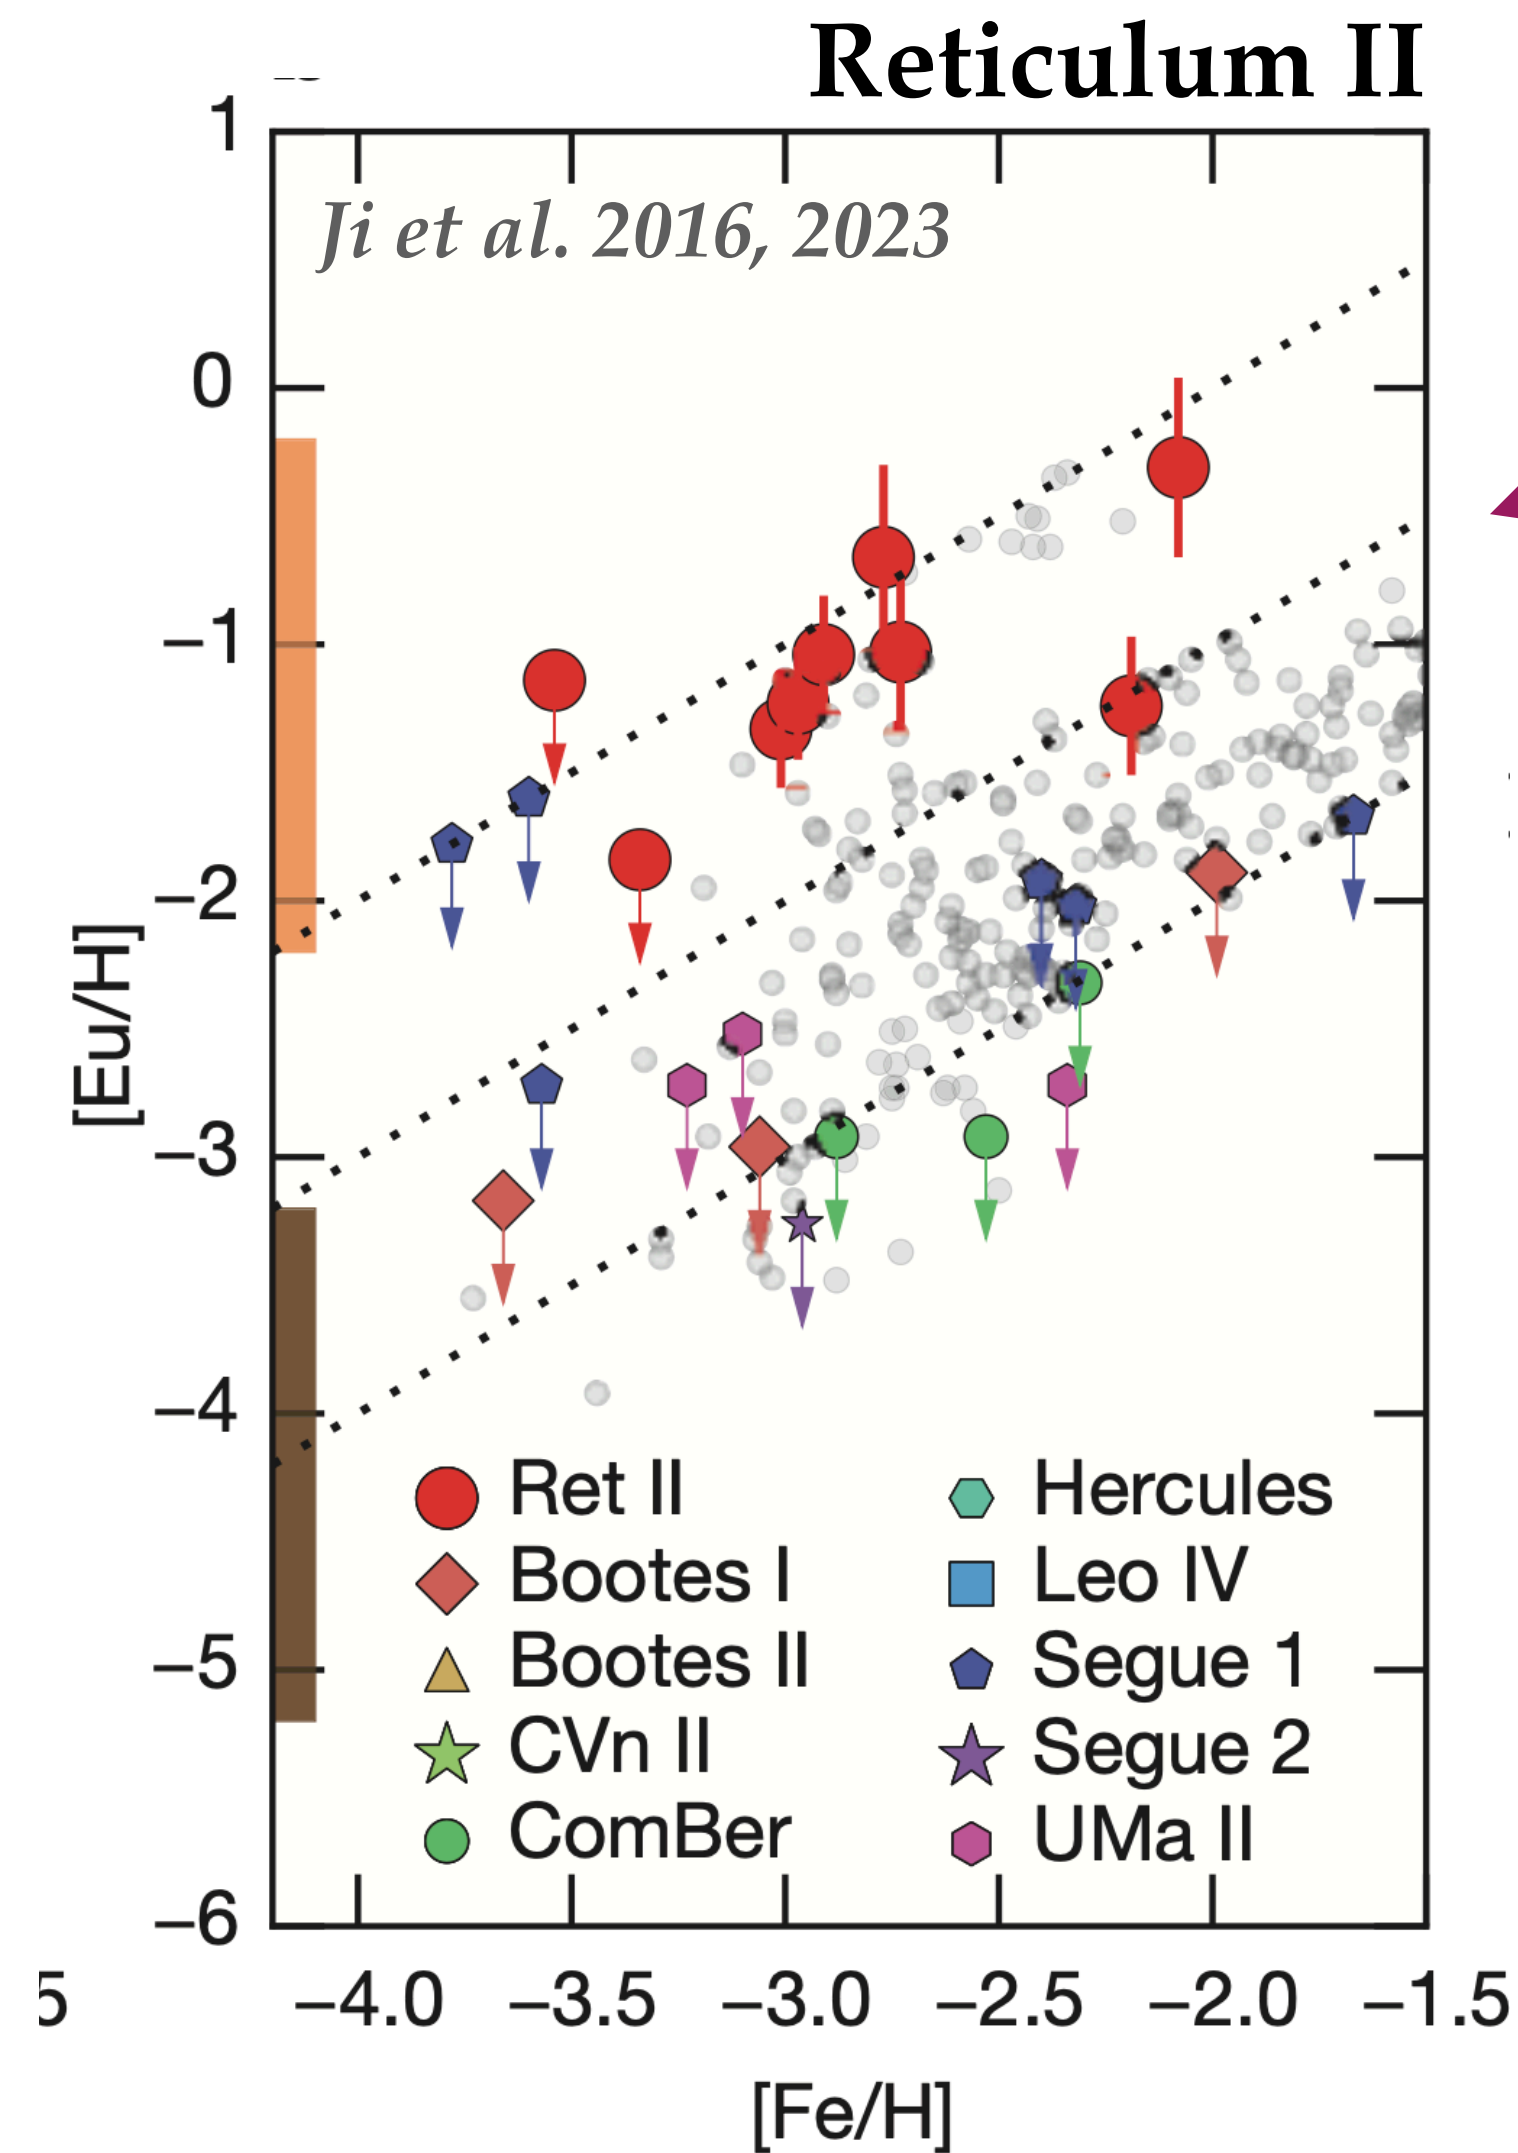 Reticulum II
Ji et al. 2016, 2023
1
0
−1
−2
−3
−4
−5
−6
[Eu/H]
Ret II
Bootes I
Bootes II
CVn II
ComBer
Hercules
Leo IV
Segue 1
Segue 2
UMa II
5 −4.0 −3.5 −3.0 −2.5 −2.0 −1.5
[Fe/H]